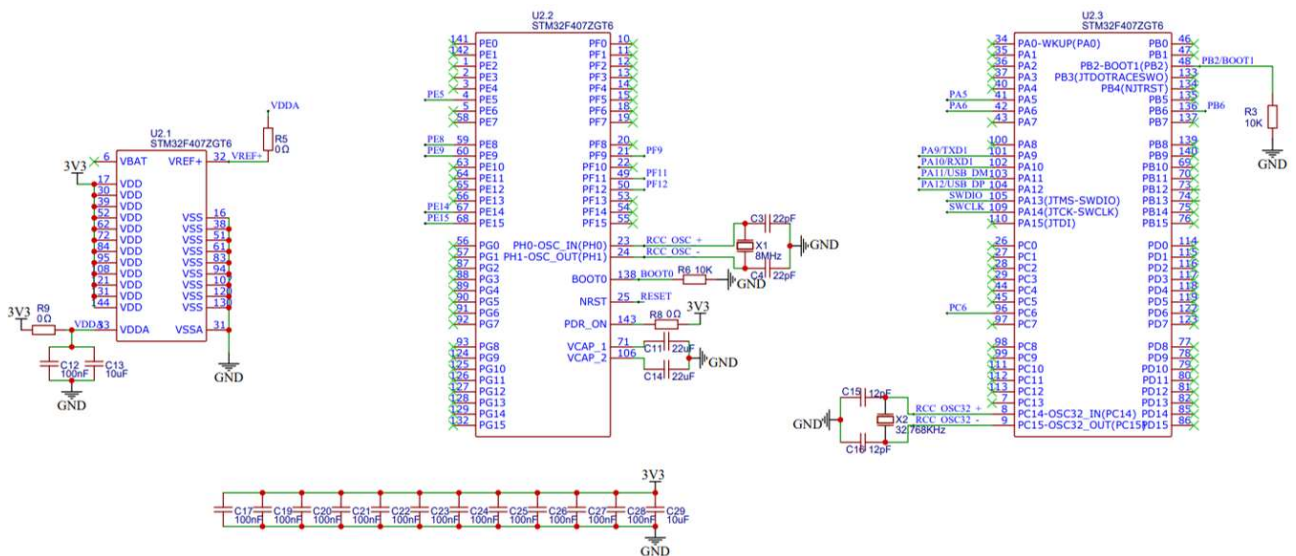 U2.1
STM32F407ZGT6
VDDA
R5
0Ω
VREF+
6 VBAT VREF+ 32
3V3
17 VDD
30 VDD
39 VDD
52 VDD VSS 16
62 VDD VSS 38
72 VDD VSS 51
84 VDD VSS 61
95 VDD VSS 83
08 VDD VSS 94
21 VDD VSS 107
31 VDD VSS 120
44 VDD VSS 130
3V3 R9 VDDA 33 VDDA VSSA 31
0Ω
C12 C13
100nF 10uF
GND
GND
U2.2
STM32F407ZGT6
141 PE0 PF0 10
142 PE1 PF1 11
1 PE2 PF2 12
2 PE3 PF3 13
3 PE4 PF4 14
PE5 4 PE5 PF5 15
5 PE6 PF6 18
58 PE7 PF7 19
PE8 59 PE8 PF8 20
PE9 60 PE9 PF9 21 PF9
63 PE10 PF10 22
64 PE11 PF11 49 PF11
65 PE12 PF12 50 PF12
66 PE13 PF13 53
PE14 67 PE14 PF14 54
PE15 68 PE15 PF15 55
56 PG0 PH0-OSC_IN(PH0) 23 RCC_OSC_+
57 PG1 PH1-OSC_OUT(PH1) 24 RCC_OSC_-
87 PG2
88 PG3 BOOT0 138 BOOT0 R6 10K GND
89 PG4
90 PG5 NRST 25 RESET
91 PG6
92 PG7 PDR_ON 143 R8 0Ω 3V3
93 PG8 VCAP_1 71 C11 22uF
124 PG9 VCAP_2 106 C14 22uF GND
125 PG10
126 PG11
127 PG12
128 PG13
129 PG14
132 PG15
C3 22pF
X1
8MHz
C4 22pF
GND
U2.3
STM32F407ZGT6
34 PA0-WKUP(PA0) PB0 46
35 PA1 PB1 47
36 PA2 PB2-BOOT1(PB2) 48 PB2/BOOT1
37 PA3 PB3(JTDOTRACESWO) 133
40 PA4 PB4(NJTRST) 134
PA5 41 PA5 PB5 135
PA6 42 PA6 PB6 136 PB6
43 PA7 PB7 137
100 PA8 PB8 139
PA9/TXD1 101 PA9 PB9 140
PA10/RXD1 102 PA10 PB10 69
PA11/USB_DM 103 PA11 PB11 70
PA12/USB_DP 104 PA12 PB12 73
SWDIO 105 PA13(JTMS-SWDIO) PB13 74
SWCLK 109 PA14(JTCK-SWCLK) PB14 75
110 PA15(JTDI) PB15 76
26 PC0 PD0 114
27 PC1 PD1 115
28 PC2 PD2 116
29 PC3 PD3 117
44 PC4 PD4 118
45 PC5 PD5 119
PC6 96 PC6 PD6 122
97 PC7 PD7 123
98 PC8 PD8 77
99 PC9 PD9 78
111 PC10 PD10 79
112 PC11 PD11 80
113 PC12 PD12 81
7 PC13 PD13 82
RCC_OSC32_+ 8 PC14-OSC32_IN(PC14) PD14 85
RCC_OSC32_- 9 PC15-OSC32_OUT(PC15) PD15 86
R3
10K
GND
C15 12pF
GND X2
32.768KHz
C16 12pF
3V3
C17 C19 C20 C21 C22 C23 C24 C25 C26 C27 C28 C29
100nF 100nF 100nF 100nF 100nF 100nF 100nF 100nF 100nF 100nF 100nF 10uF
GND